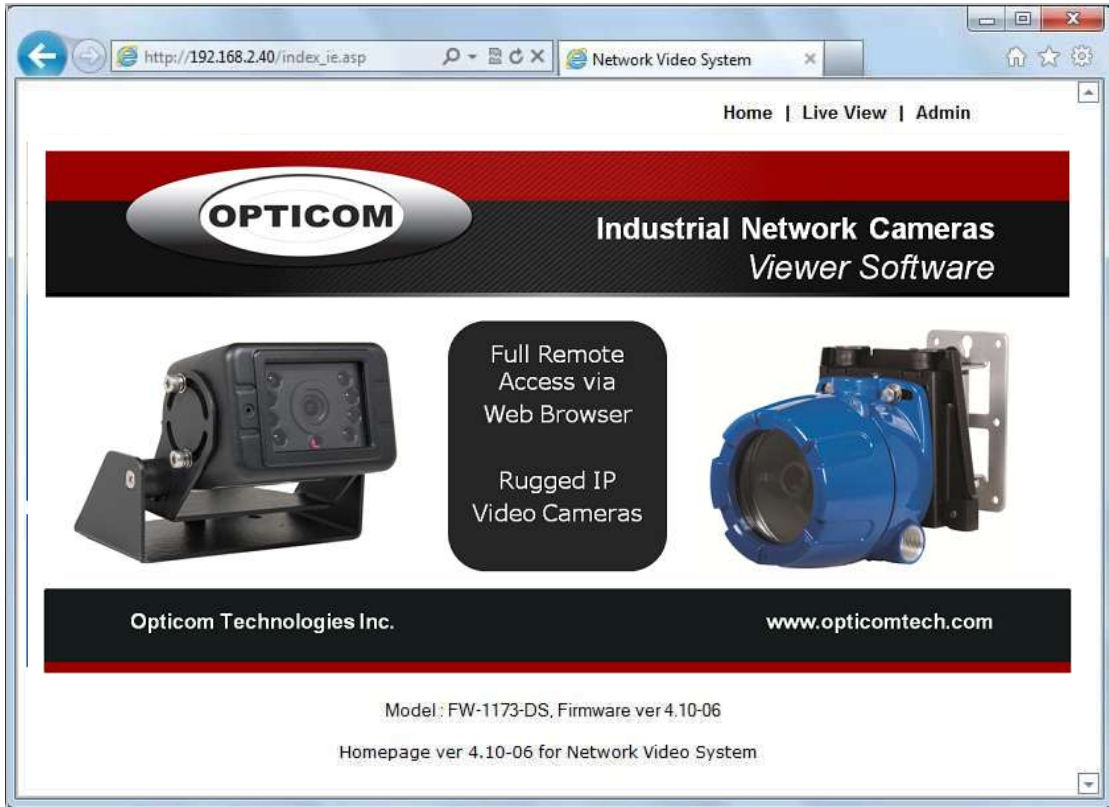 http://192.168.2.40/index_ie.asp
Network Video System
Home | Live View | Admin
OPTICOM
Industrial Network Cameras
Viewer Software
Full Remote
Access via
Web Browser
Rugged IP
Video Cameras
Opticom Technologies Inc.
www.opticomtech.com
Model : FW-1173-DS, Firmware ver 4.10-06
Homepage ver 4.10-06 for Network Video System